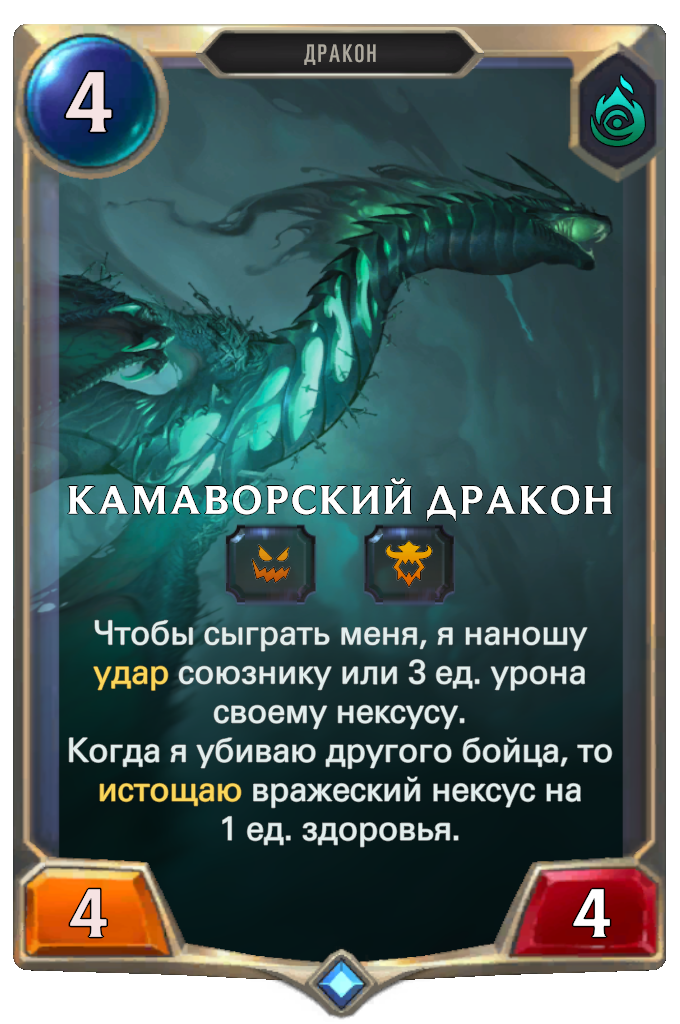 ДРАКОН
4
КАМАВОРСКИЙ ДРАКОН
Чтобы сыграть меня, я наношу
удар союзнику или 3 ед. урона
своему нексусу.
Когда я убиваю другого бойца, то
истощаю вражеский нексус на
1 ед. здоровья.
4
4